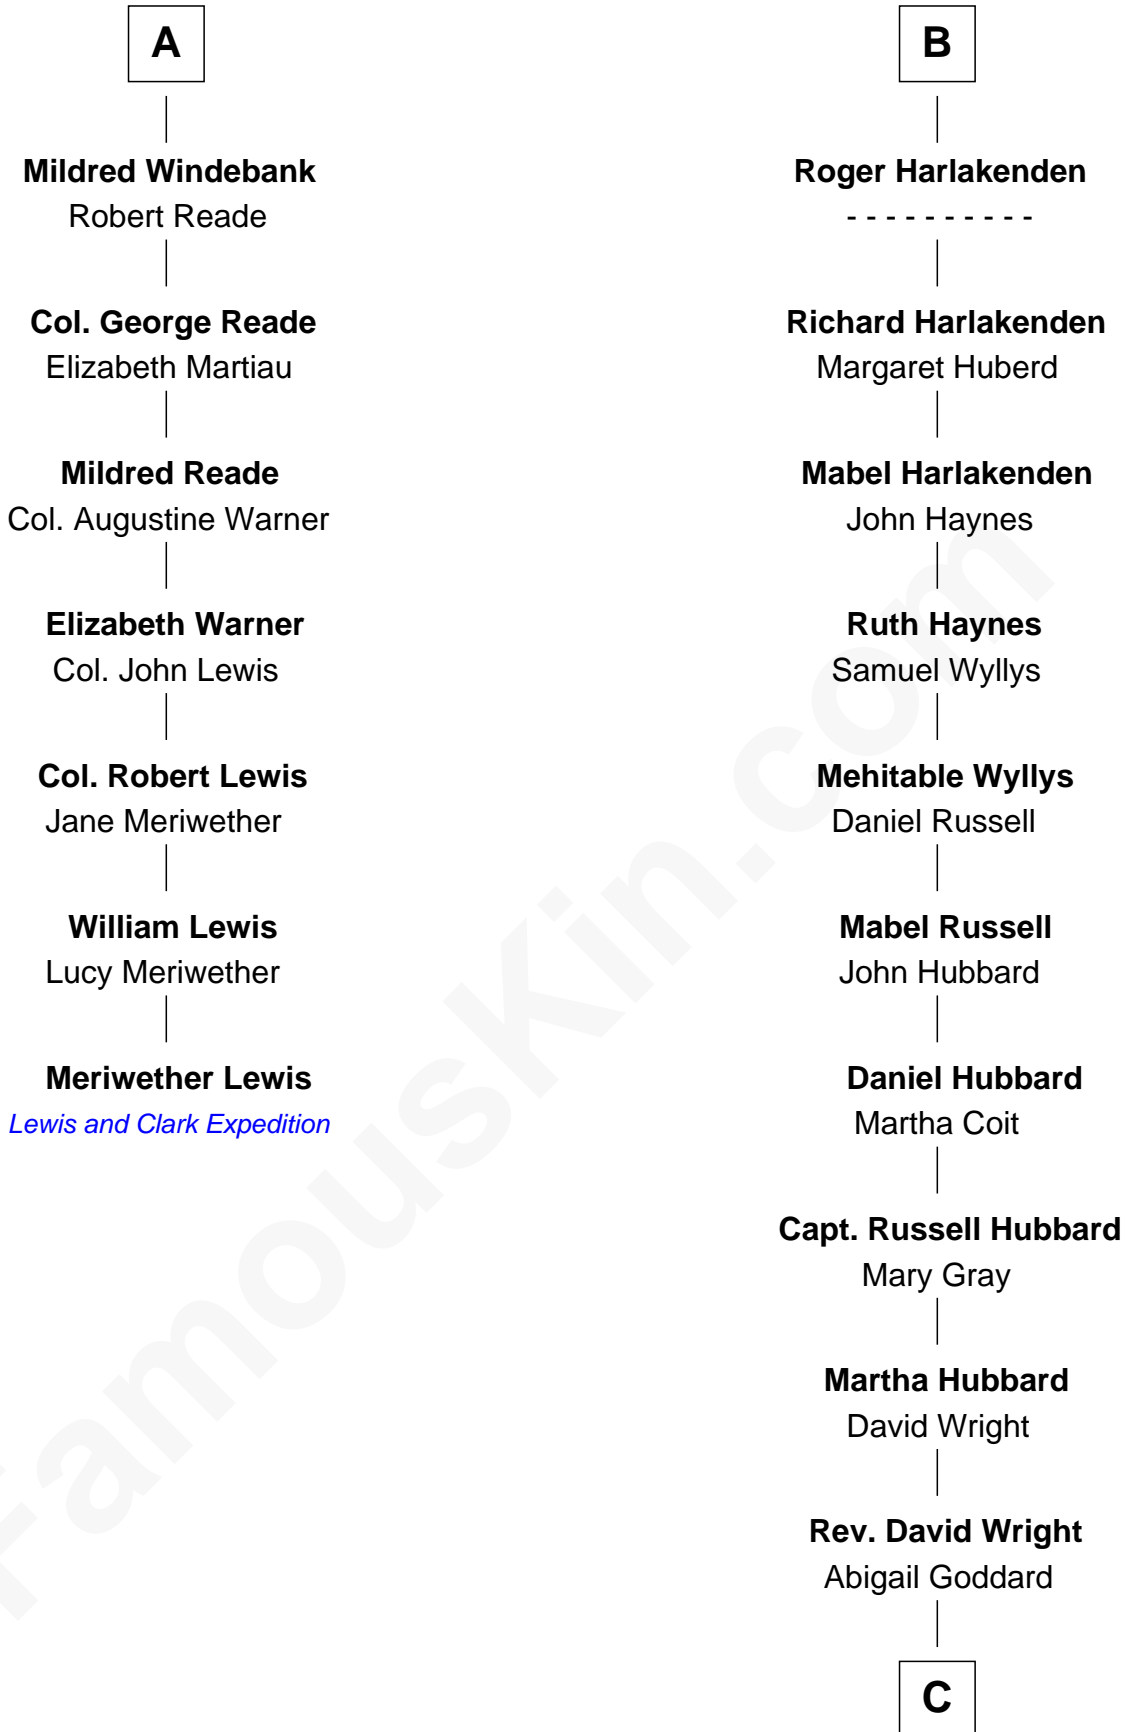 A
Mildred Windebank
Robert Reade
Col. George Reade
Elizabeth Martiau
Mildred Reade
Col. Augustine Warner
Elizabeth Warner
Col. John Lewis
Col. Robert Lewis
Jane Meriwether
William Lewis
Lucy Meriwether
Meriwether Lewis
Lewis and Clark Expedition
B
Roger Harlakenden
- - - - - - - - - -
Richard Harlakenden
Margaret Huberd
Mabel Harlakenden
John Haynes
Ruth Haynes
Samuel Wyllys
Mehitable Wyllys
Daniel Russell
Mabel Russell
John Hubbard
Daniel Hubbard
Martha Coit
Capt. Russell Hubbard
Mary Gray
Martha Hubbard
David Wright
Rev. David Wright
Abigail Goddard
C
FamousKin.com